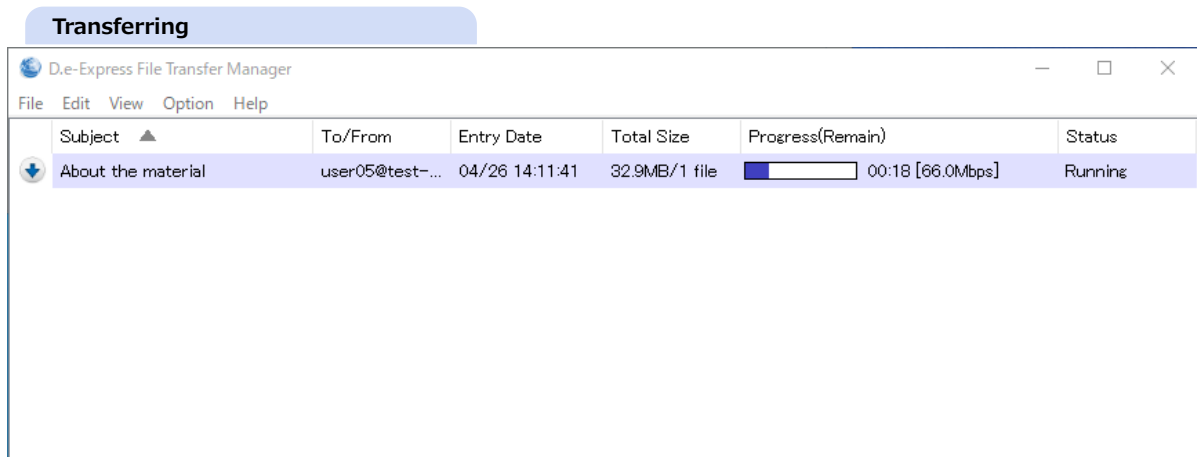 Transferring
D.e-Express File Transfer Manager
File Edit View Option Help
Subject To/From Entry Date Total Size Progress(Remain) Status
About the material user05@test-... 04/26 14:11:41 32.9MB/1 file 00:18 [66.0Mbps] Running